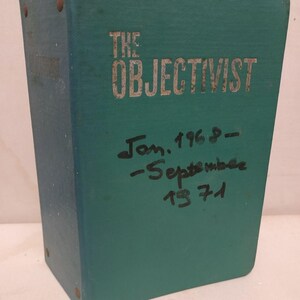 THE
OBJECTIVIST
Jan. 1968-
-September
1971